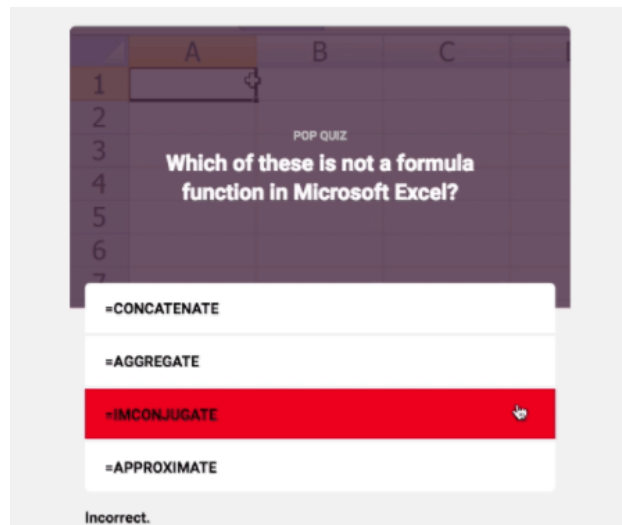 A B C
1
2
POP QUIZ
3
Which of these is not a formula
4
function in Microsoft Excel?
5
6
7
=CONCATENATE
=AGGREGATE
=IMCONJUGATE
=APPROXIMATE
Incorrect.